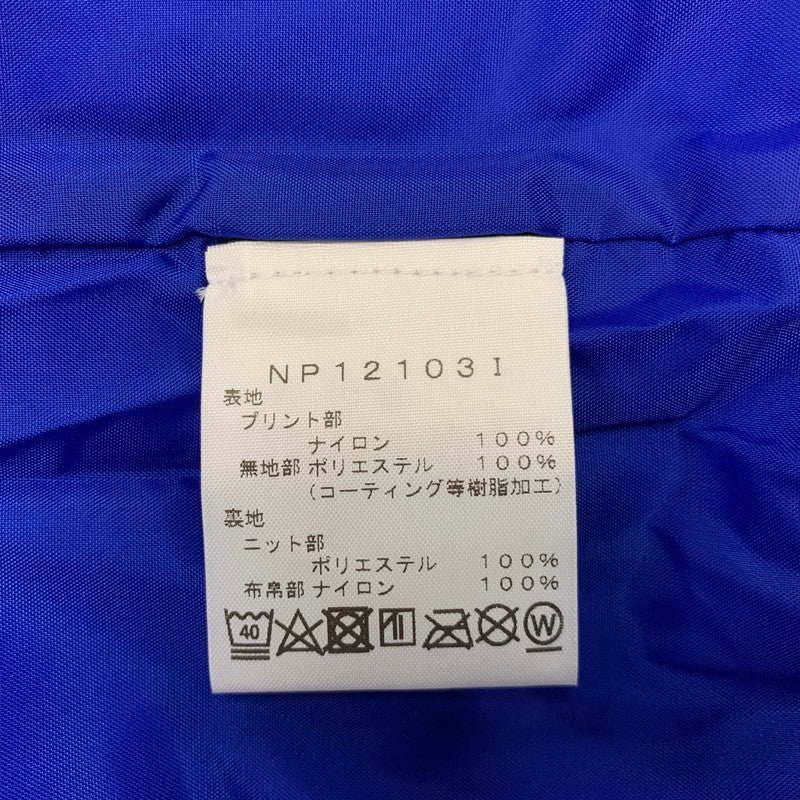 ＮＰ１２１０３Ｉ
表地
プリント部
ナイロン １００％
無地部 ポリエステル １００％
（コーティング等樹脂加工）
裏地
ニット部
ポリエステル １００％
布帛部 ナイロン １００％
40 W